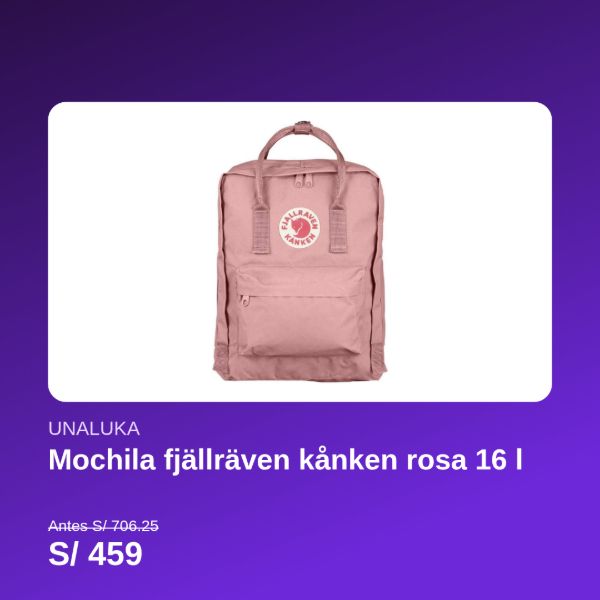 FJÄLLRÄVEN
KÅNKEN
UNALUKA
Mochila fjällräven kånken rosa 16 l
Antes S/ 706.25
S/ 459